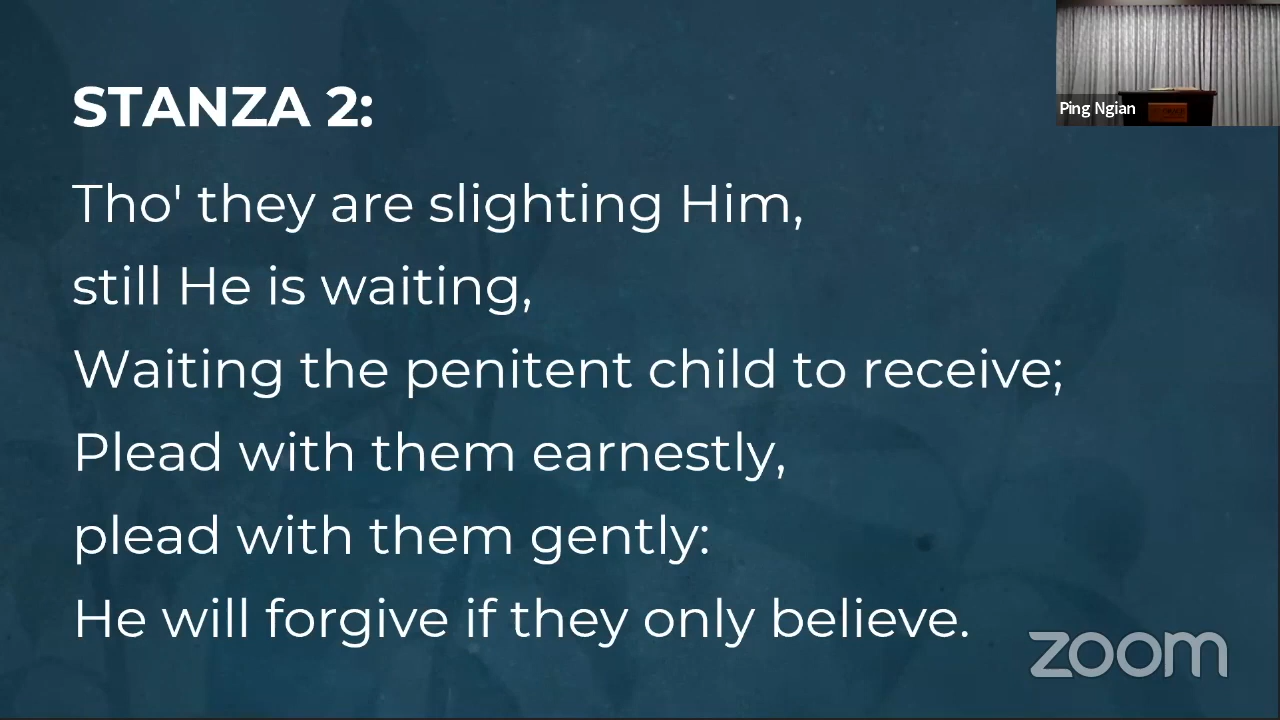 STANZA 2:
Tho' they are slighting Him,
still He is waiting,
Waiting the penitent child to receive;
Plead with them earnestly,
plead with them gently:
He will forgive if they only believe.
Ping Ngian
zoom